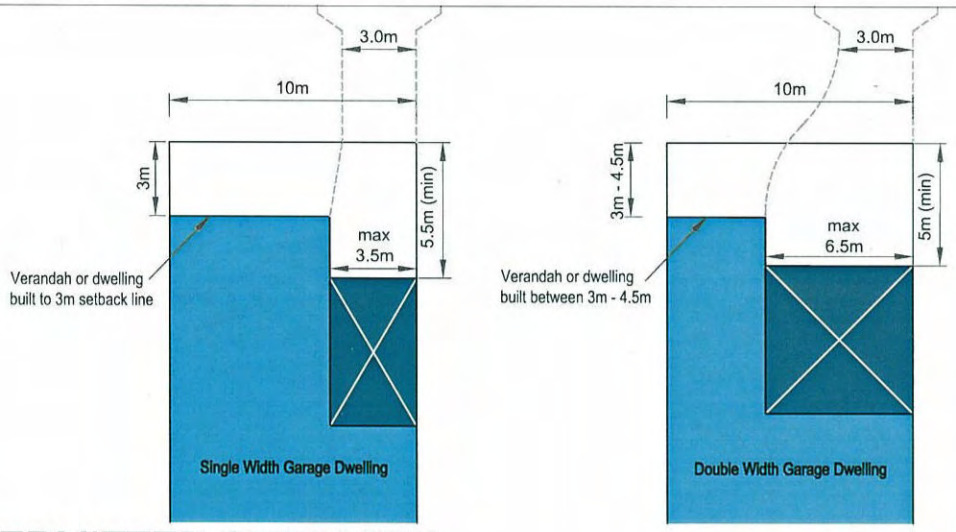 3.0m
10m
3m
5.5m (min)
max
3.5m
Verandah or dwelling
built to 3m setback line
Single Width Garage Dwelling
3.0m
10m
3m - 4.5m
5m (min)
max
6.5m
Verandah or dwelling
built between 3m - 4.5m
Double Width Garage Dwelling